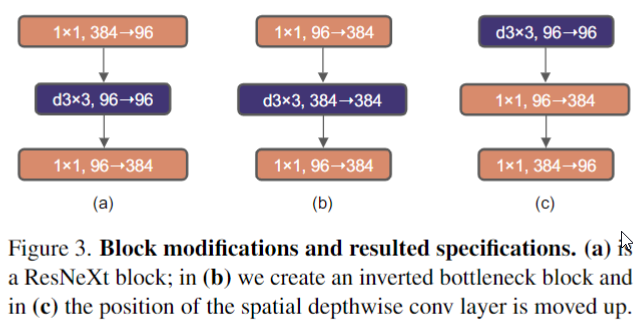 1×1, 384→96
1×1, 96→384
d3×3, 96→96
d3×3, 96→96
d3×3, 384→384
1×1, 96→384
1×1, 96→384
1×1, 96→384
1×1, 384→96
(a)
(b)
(c)
Figure 3. Block modifications and resulted specifications. (a) is
a ResNeXt block; in (b) we create an inverted bottleneck block and
in (c) the position of the spatial depthwise conv layer is moved up.